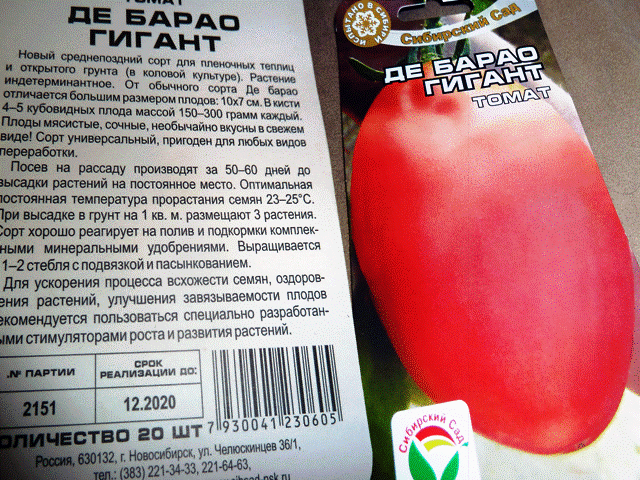 ТОМАТ
ДЕ БАРАО
ГИГАНТ
Новый среднепоздний сорт для пленочных теплиц
и открытого грунта (в коловой культуре). Растение
индетерминантное. От обычного сорта Де барао
отличается большим размером плодов: 10х7 см. В кисти
4–5 кубовидных плода массой 150–300 грамм каждый.
Плоды мясистые, сочные, необычайно вкусны в свежем
виде! Сорт универсальный, пригоден для любых видов
переработки.
Посев на рассаду производят за 50–60 дней до
высадки растений на постоянное место. Оптимальная
постоянная температура прорастания семян 23–25°С.
При высадке в грунт на 1 кв. м. размещают 3 растения.
Сорт хорошо реагирует на полив и подкормки комплек-
ными минеральными удобрениями. Выращивается
1–2 стебля с подвязкой и пасынкованием.
Для ускорения процесса всхожести семян, оздоров-
ения растений, улучшения завязываемости плодов
рекомендуется пользоваться специально разработан-
ыми стимуляторами роста и развития растений.
.№ ПАРТИИ
СРОК
РЕАЛИЗАЦИИ ДО:
2151
12.2020
7 930041 230605
КОЛИЧЕСТВО 20 ШТ
Россия, 630132, г. Новосибирск, ул. Челюскинцев 36/1,
тел.: (383) 221-34-33, 221-64-63,
ИСПЫТАНО В СИБИРИ
Сибирский Сад
ДЕ БАРАО
ГИГАНТ
ТОМАТ
Сибирский Сад